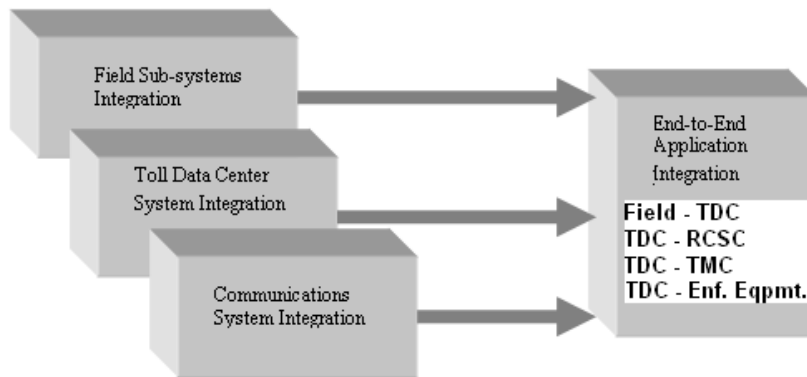 Field Sub-systems
Integration
Toll Data Center
System Integration
Communications
System Integration
End-to-End
Application
Integration
Field - TDC
TDC - RCSC
TDC - TMC
TDC - Enf. Eqpmt.